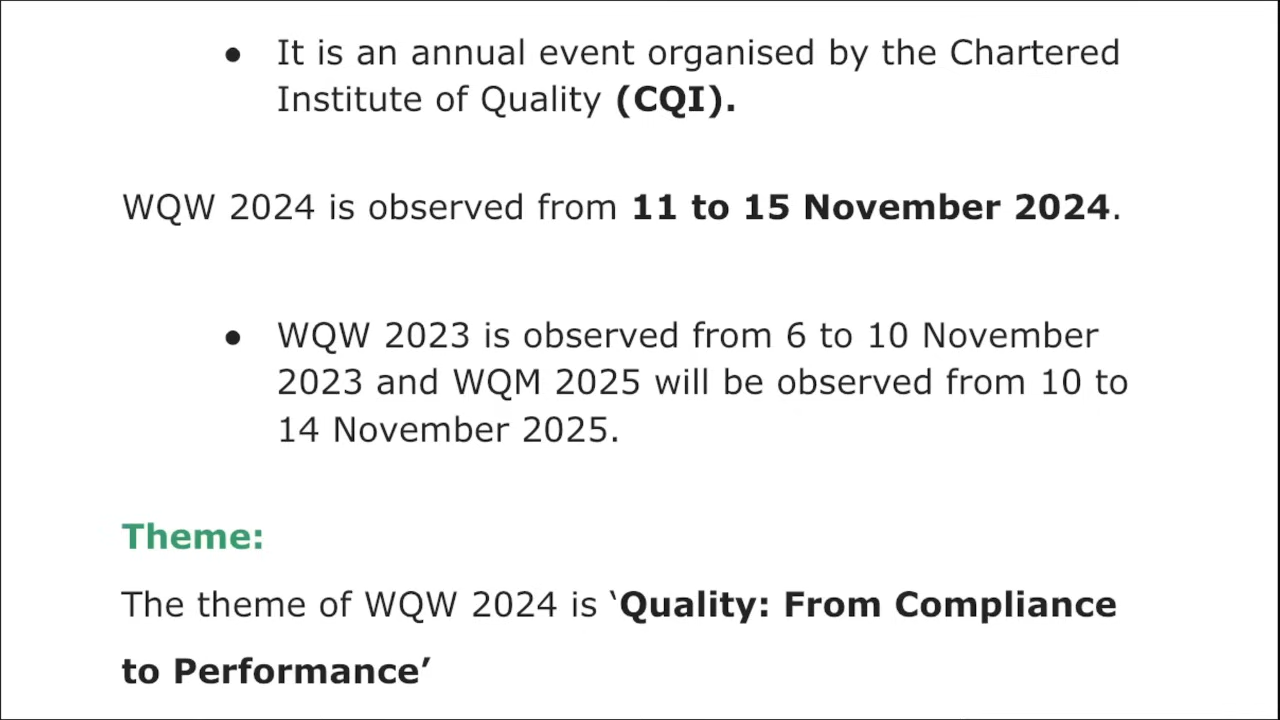 ● It is an annual event organised by the Chartered
Institute of Quality (CQI).
WQW 2024 is observed from 11 to 15 November 2024.
● WQW 2023 is observed from 6 to 10 November
2023 and WQM 2025 will be observed from 10 to
14 November 2025.
Theme:
The theme of WQW 2024 is ‘Quality: From Compliance
to Performance’